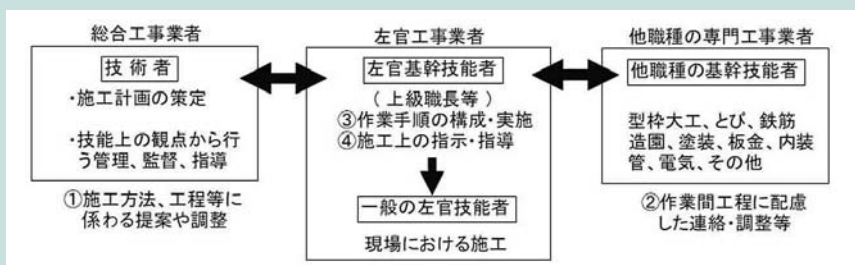 総合工事業者
技術者
・施工計画の策定
・技能上の観点から行
う管理、監督、指導
①施工方法、工程等に
係わる提案や調整
左官工事業者
左官基幹技能者
(上級職長等)
③作業手順の構成・実施
④施工上の指示・指導
一般の左官技能者
現場における施工
他職種の専門工事業者
他職種の基幹技能者
型枠大工、とび、鉄筋
造園、塗装、板金、内装
管、電気、その他
②作業間工程に配慮
した連絡・調整等